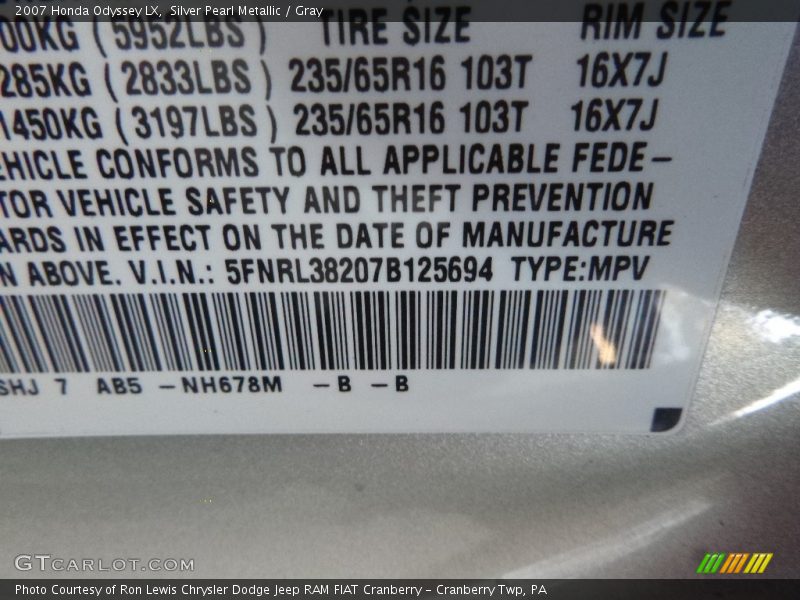 2007 Honda Odyssey LX, Silver Pearl Metallic / Gray
00KG (5952LBS) TIRE SIZE RIM SIZE
285KG (2833LBS) 235/65R16 103T 16X7J
1450KG (3197LBS) 235/65R16 103T 16X7J
EHICLE CONFORMS TO ALL APPLICABLE FEDE-
TOR VEHICLE SAFETY AND THEFT PREVENTION
ARDS IN EFFECT ON THE DATE OF MANUFACTURE
N ABOVE. V.I.N.: 5FNRL38207B125694 TYPE:MPV
SHJ 7 AB5 -NH678M -B -B
GTCARLOT.COM
Photo Courtesy of Ron Lewis Chrysler Dodge Jeep RAM FIAT Cranberry - Cranberry Twp, PA